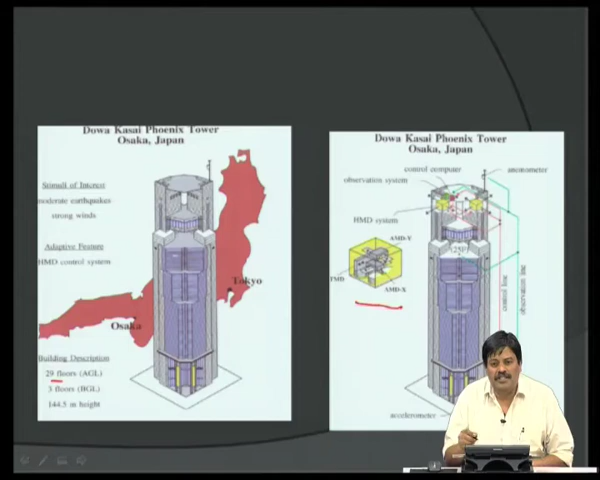 Dowa Kasai Phoenix Tower
Osaka, Japan
Stimuli of Interest
moderate earthquakes
strong winds
Adaptive Feature
HMD control system
Tokyo
Osaka
Building Description
29 floors (AGL)
3 floors (BGL)
144.5 m height
Dowa Kasai Phoenix Tower
Osaka, Japan
control computer
anemometer
observation system
HMD system
AMD-Y
(25F)
TMD
AMD-X
control line
observation line
accelerometer